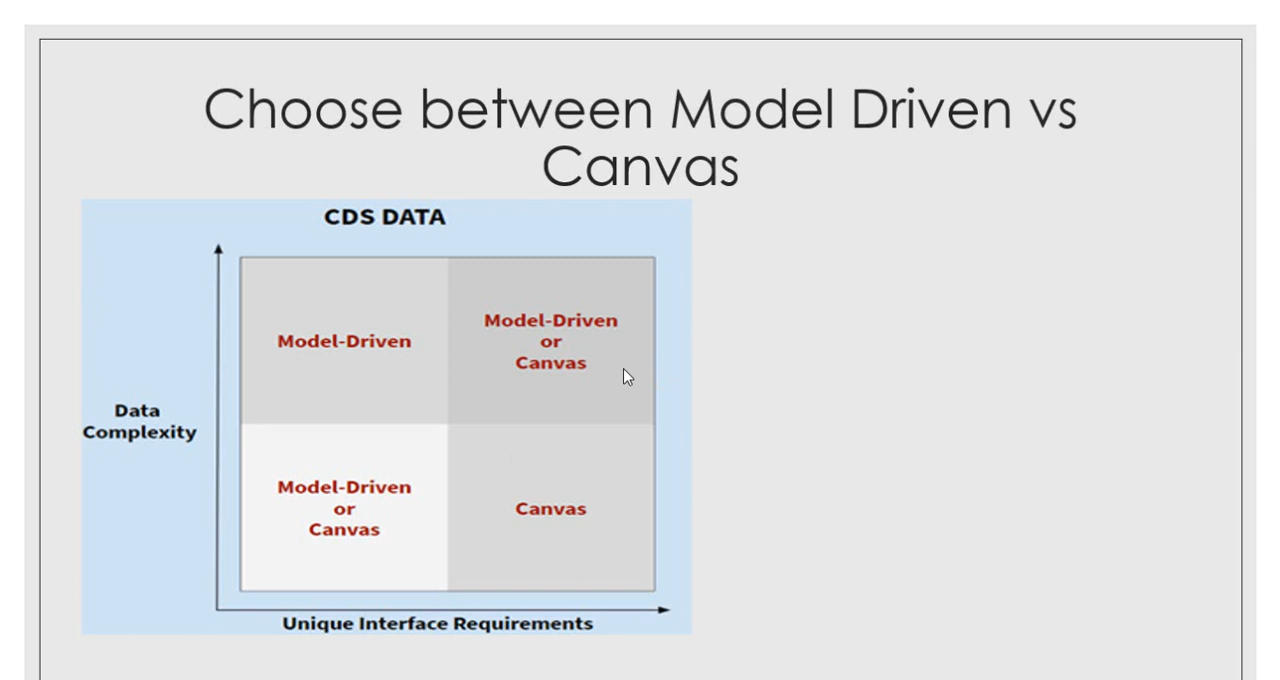 Choose between Model Driven vs
Canvas
CDS DATA
Model-Driven
Model-Driven
or
Canvas
Data
Complexity
Model-Driven
or
Canvas
Canvas
Unique Interface Requirements